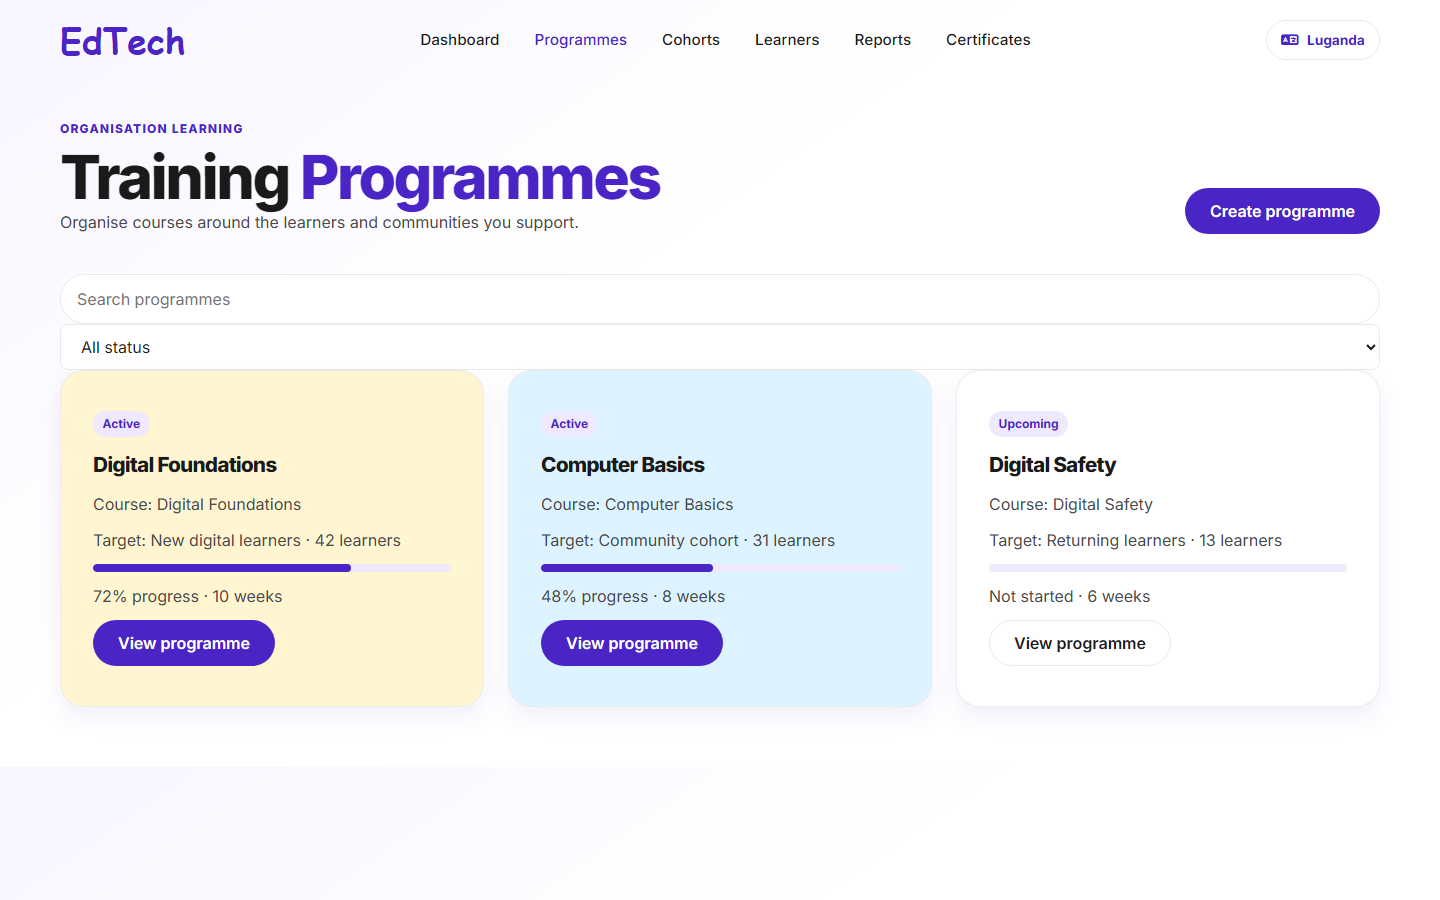 EdTech
Dashboard
Programmes
Cohorts
Learners
Reports
Certificates
Luganda
ORGANISATION LEARNING
Training Programmes
Organise courses around the learners and communities you support.
Create programme
Search programmes
All status
Active
Digital Foundations
Course: Digital Foundations
Target: New digital learners · 42 learners
72% progress · 10 weeks
View programme
Active
Computer Basics
Course: Computer Basics
Target: Community cohort · 31 learners
48% progress · 8 weeks
View programme
Upcoming
Digital Safety
Course: Digital Safety
Target: Returning learners · 13 learners
Not started · 6 weeks
View programme